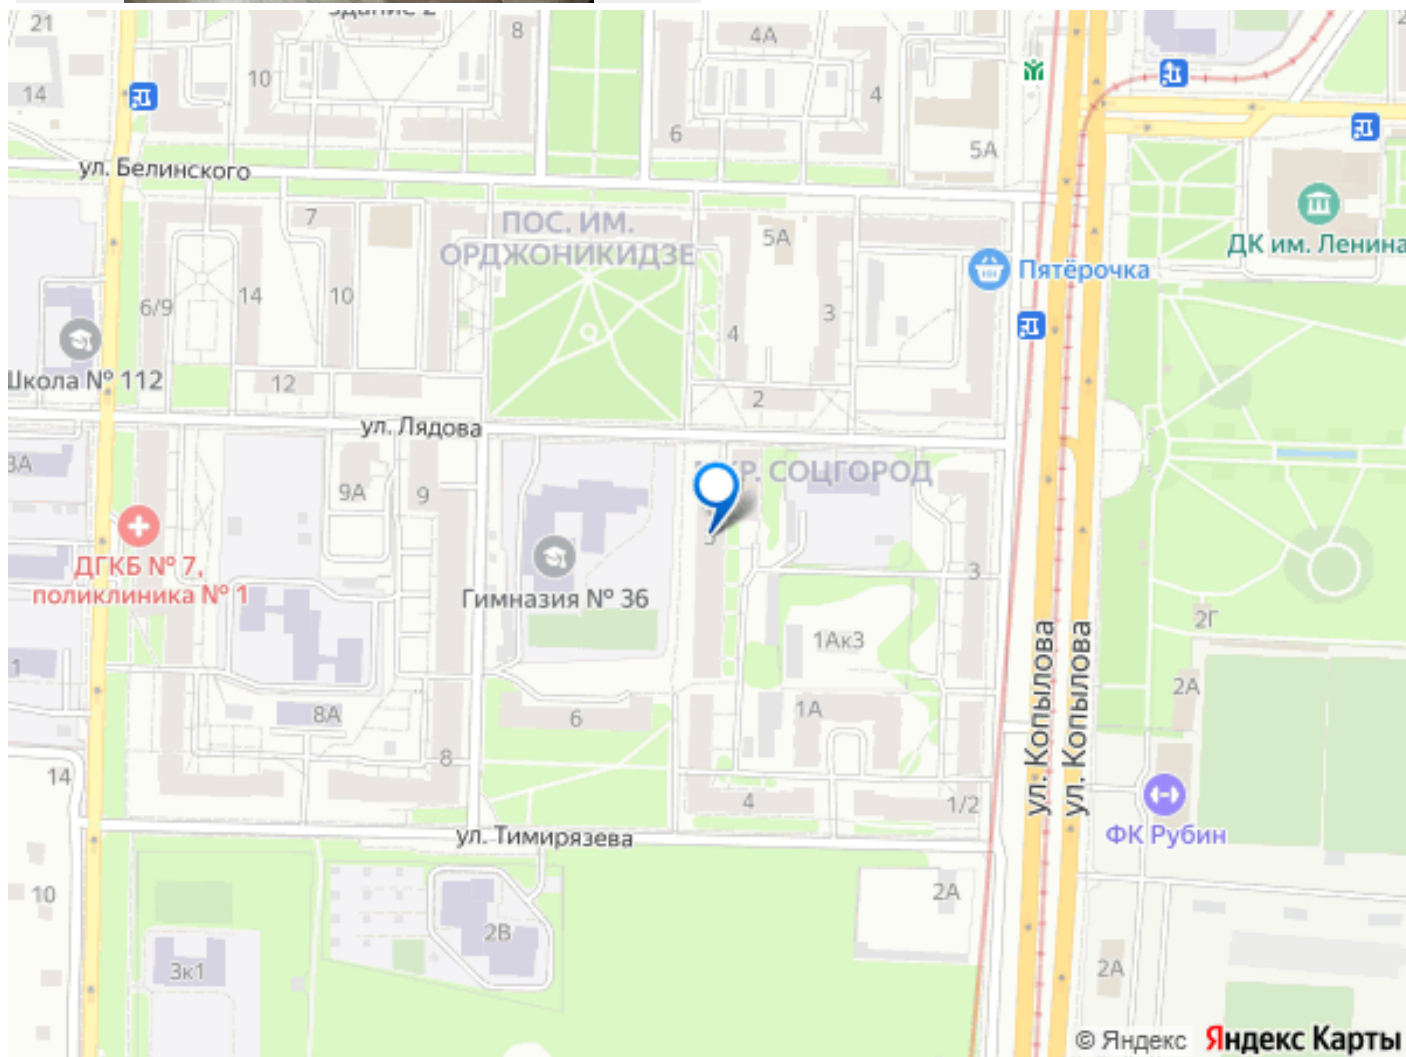 здание 2
21
8
4А
10
14
4
6
5А
ул. Белинского
7
ПОС. ИМ.
ОРДЖОНИКИДЗЕ
5А
ДК им. Ленина
Пятёрочка
6/9
14
10
3
4
Школа № 112
12
2
ул. Лядова
3А
СОЦГОРОД
9А
9
ДГКБ № 7,
поликлиника № 1
3
Гимназия № 36
2Г
1Ак3
1
2А
8А
6
1А
ул. Копылова
ул. Копылова
8
14
4
1/2
ул. Тимирязева
ФК Рубин
10
2А
2В
3к1
2А
© Яндекс Яндекс Карты